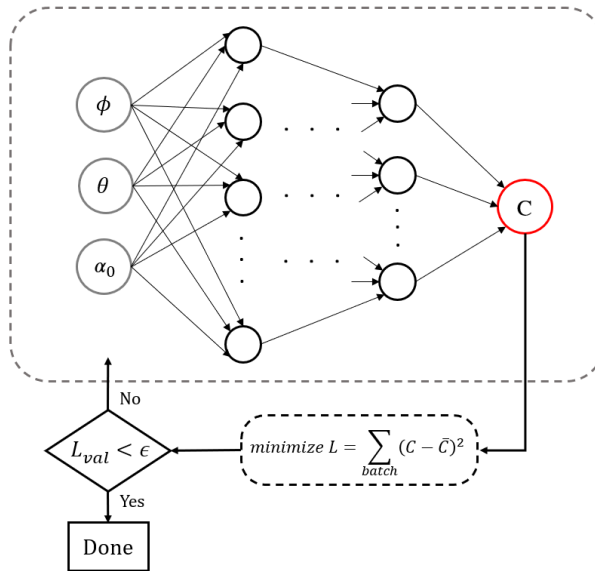 ϕ
θ
α₀
. . .
. . .
. . .
C
No
L_val < ϵ
minimize L = ∑_batch (C − C̄)²
Yes
Done